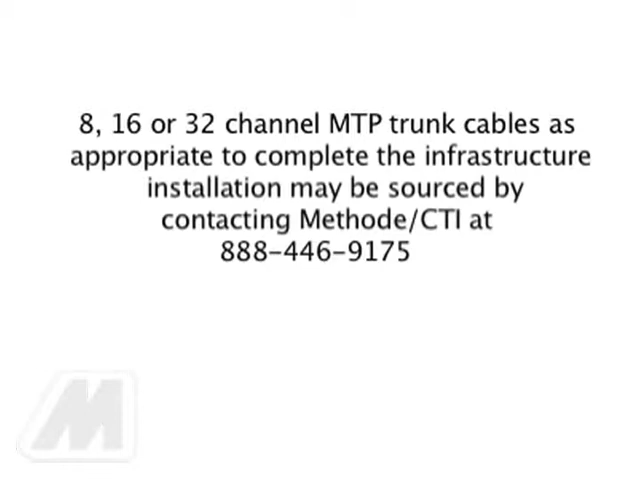 8, 16 or 32 channel MTP trunk cables as
appropriate to complete the infrastructure
installation may be sourced by
contacting Methode/CTI at
888-446-9175
M